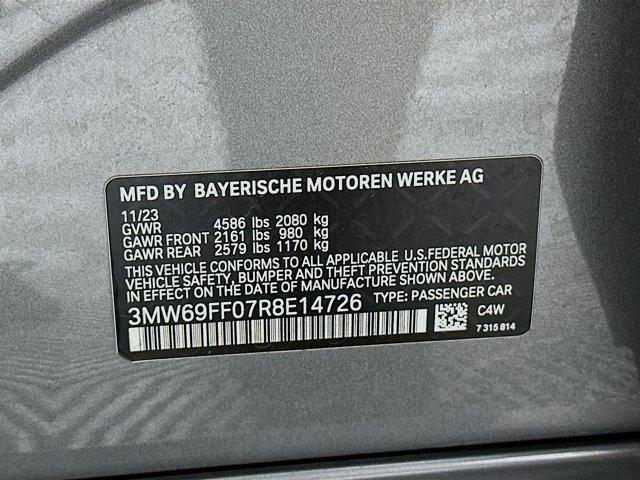 MFD BY BAYERISCHE MOTOREN WERKE AG
11/23
GVWR 4586 lbs 2080 kg
GAWR FRONT 2161 lbs 980 kg
GAWR REAR 2579 lbs 1170 kg
THIS VEHICLE CONFORMS TO ALL APPLICABLE U.S.FEDERAL MOTOR
VEHICLE SAFETY, BUMPER AND THEFT PREVENTION
STANDARDS IN EFFECT ON THE DATE OF MANUFACTURE SHOWN ABOVE.
3MW69FF07R8E14726 TYPE: PASSENGER CAR
C4W
7 315 814